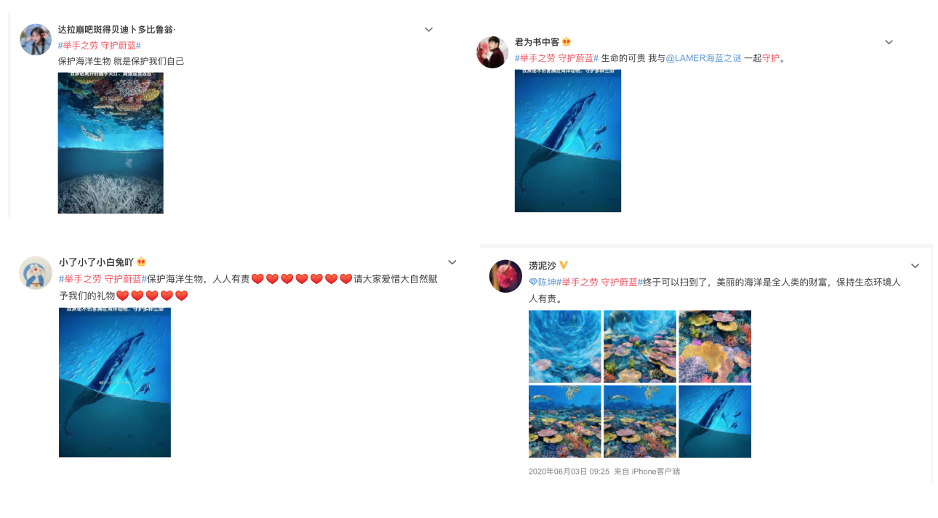 达拉崩吧斑得贝迪卜多比鲁翁·
#举手之劳 守护蔚蓝#
保护海洋生物 就是保护我们自己
君为书中客
#举手之劳 守护蔚蓝# 生命的可贵 我与@LAMER海蓝之谜 一起守护。
小了小了小白兔吖
#举手之劳 守护蔚蓝#保护海洋生物，人人有责❤❤❤❤❤❤❤请大家爱惜大自然赋
予我们的礼物❤❤❤❤❤
涝泥沙
陈坤#举手之劳 守护蔚蓝#终于可以扫到了，美丽的海洋是全人类的财富，保持生态环境人
人有责。
2020年06月03日 09:25 来自 iPhone客户端